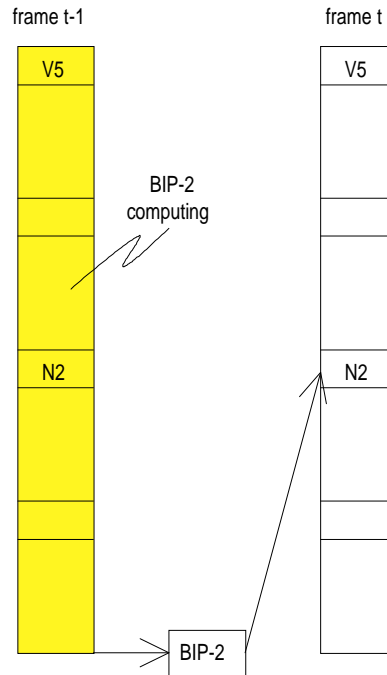 frame t-1
frame t
V5
V5
BIP-2
computing
N2
N2
BIP-2